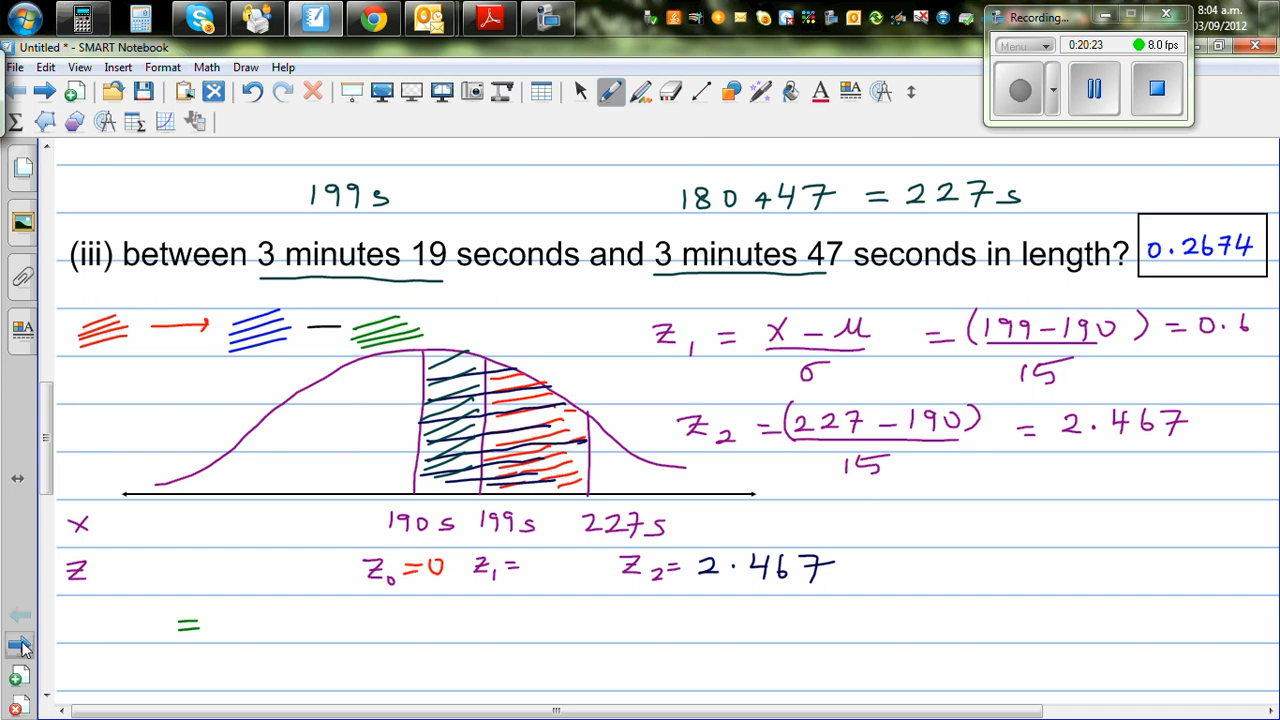 8:04 a.m.
03/09/2012
Recording...
Menu
0:20:23
8.0 fps
Untitled * - SMART Notebook
File Edit View Insert Format Math Draw Help
199s
180 + 47 = 227s
(iii) between 3 minutes 19 seconds and 3 minutes 47 seconds in length?
0.2674
→ −
z₁ = x − μ / σ = (199 − 190) / 15 = 0.6
z₂ = (227 − 190) / 15 = 2.467
x 190s 199s 227s
z z₀ = 0 z₁ = z₂ = 2.467
=